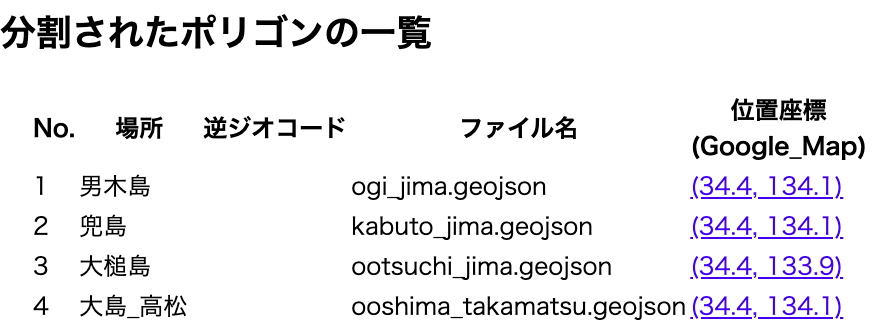 分割されたポリゴンの一覧
No. 場所 逆ジオコード ファイル名 位置座標
(Google_Map)
1 男木島 ogi_jima.geojson (34.4, 134.1)
2 兜島 kabuto_jima.geojson (34.4, 134.1)
3 大槌島 ootsuchi_jima.geojson (34.4, 133.9)
4 大島_高松 ooshima_takamatsu.geojson (34.4, 134.1)